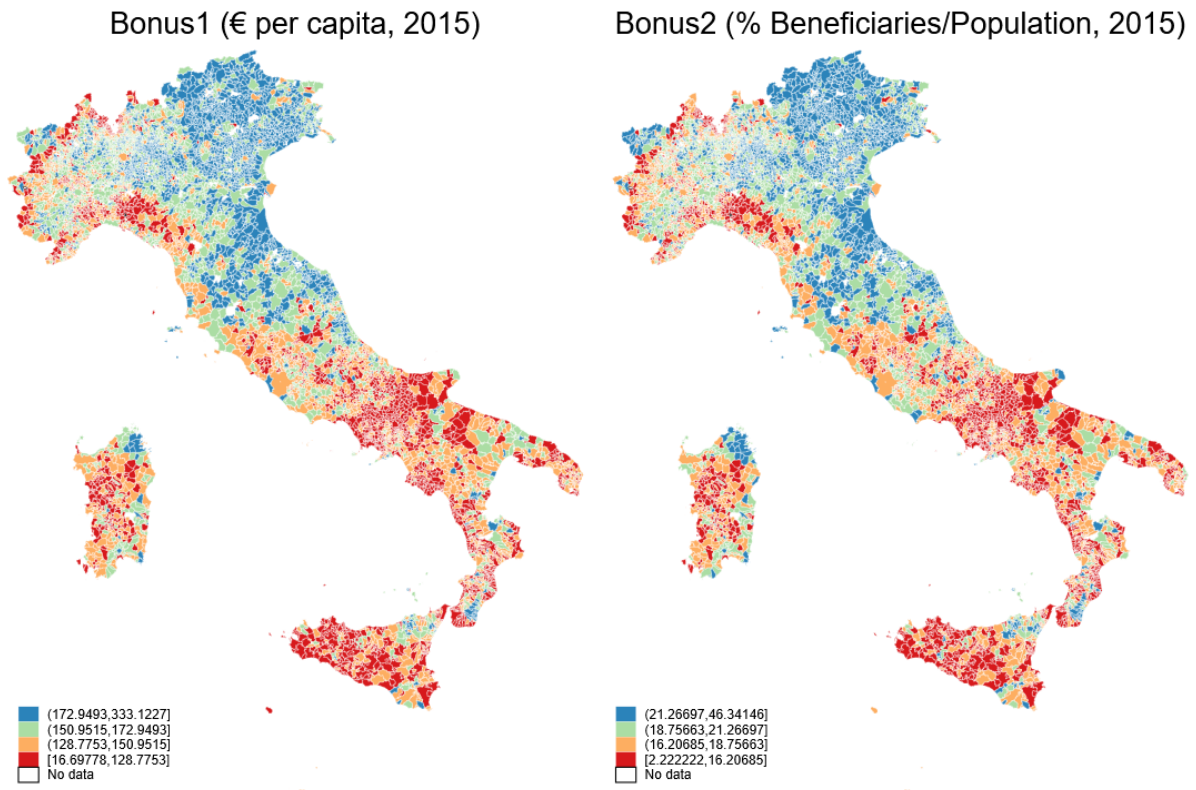 Bonus1 (€ per capita, 2015)
Bonus2 (% Beneficiaries/Population, 2015)
(172.9493,333.1227]
(150.9515,172.9493]
(128.7753,150.9515]
[16.69778,128.7753]
No data
(21.26697,46.34146]
(18.75663,21.26697]
(16.20685,18.75663]
[2.222222,16.20685]
No data